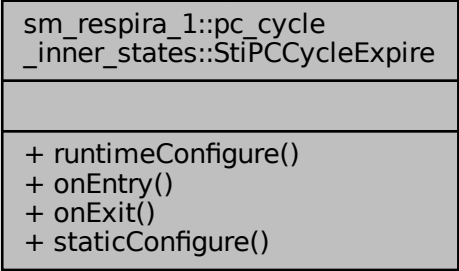 sm_respira_1::pc_cycle
_inner_states::StiPCCycleExpire
+ runtimeConfigure()
+ onEntry()
+ onExit()
+ staticConfigure()